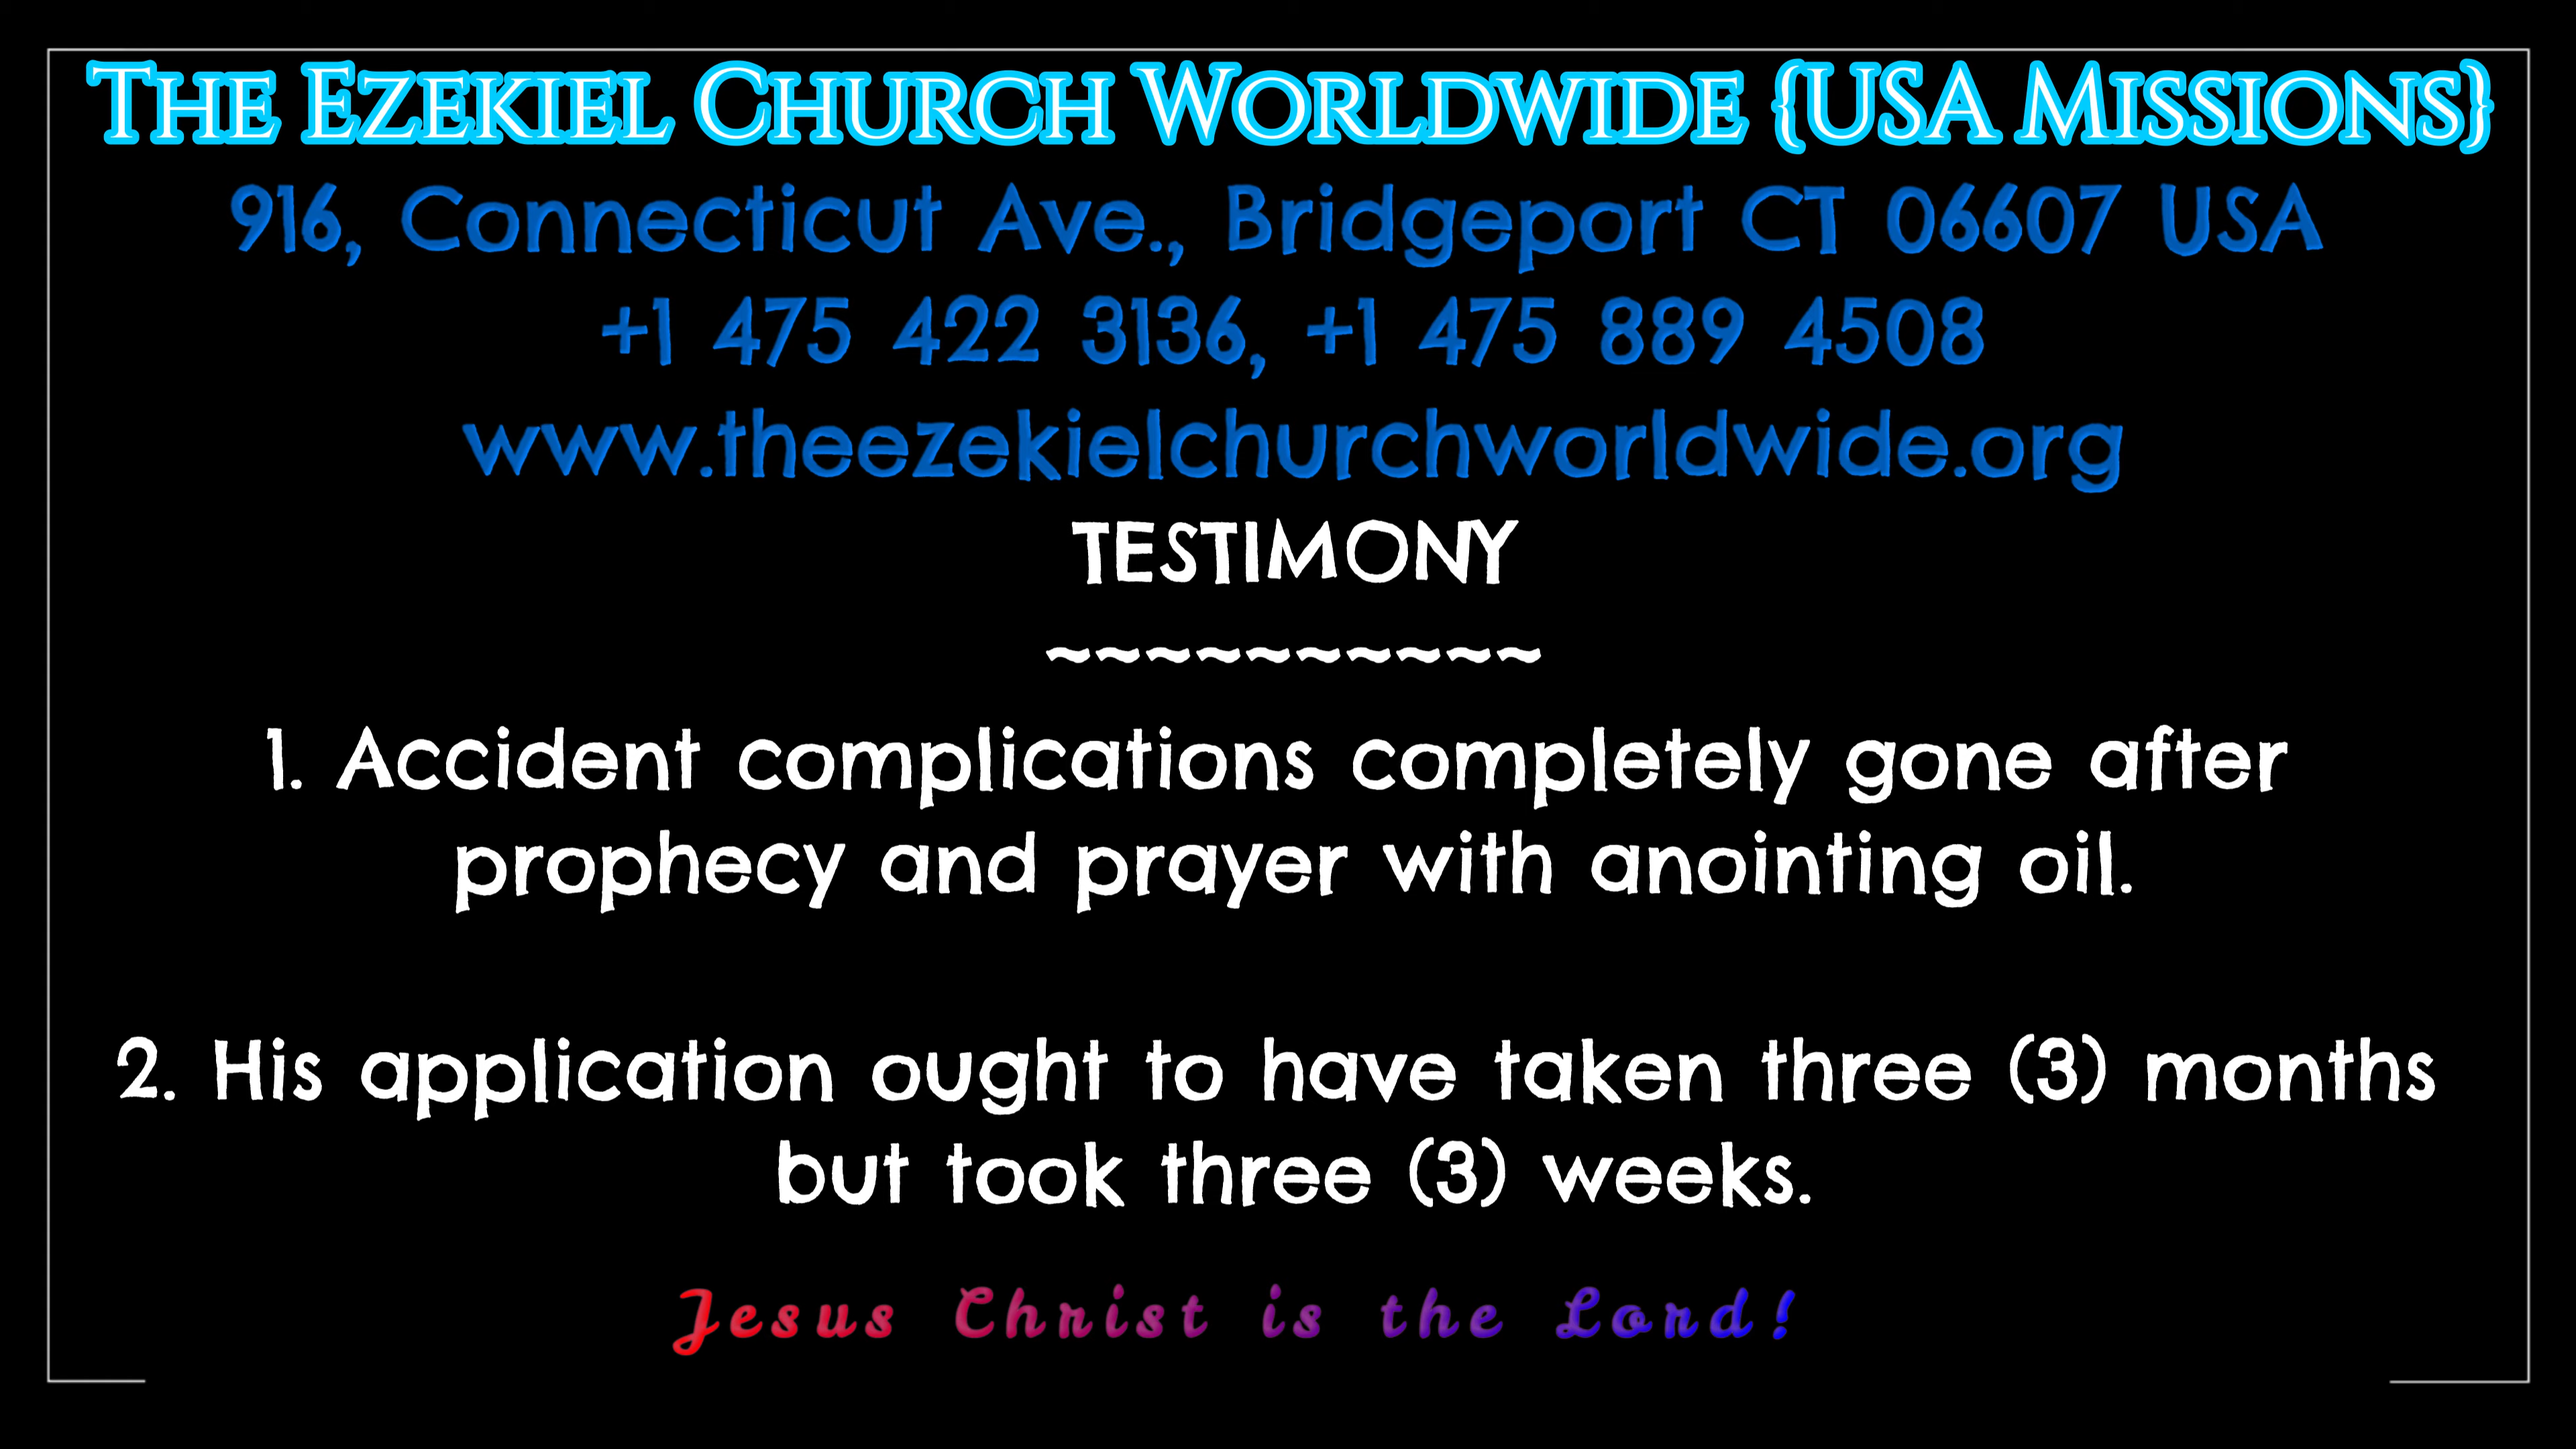 The Ezekiel Church Worldwide {USA Missions}
916, Connecticut Ave., Bridgeport CT 06607 USA
+1 475 422 3136, +1 475 889 4508
www.theezekielchurchworldwide.org
TESTIMONY
~~~~~~~~~~
1. Accident complications completely gone after
prophecy and prayer with anointing oil.
2. His application ought to have taken three (3) months
but took three (3) weeks.
Jesus Christ is the Lord!